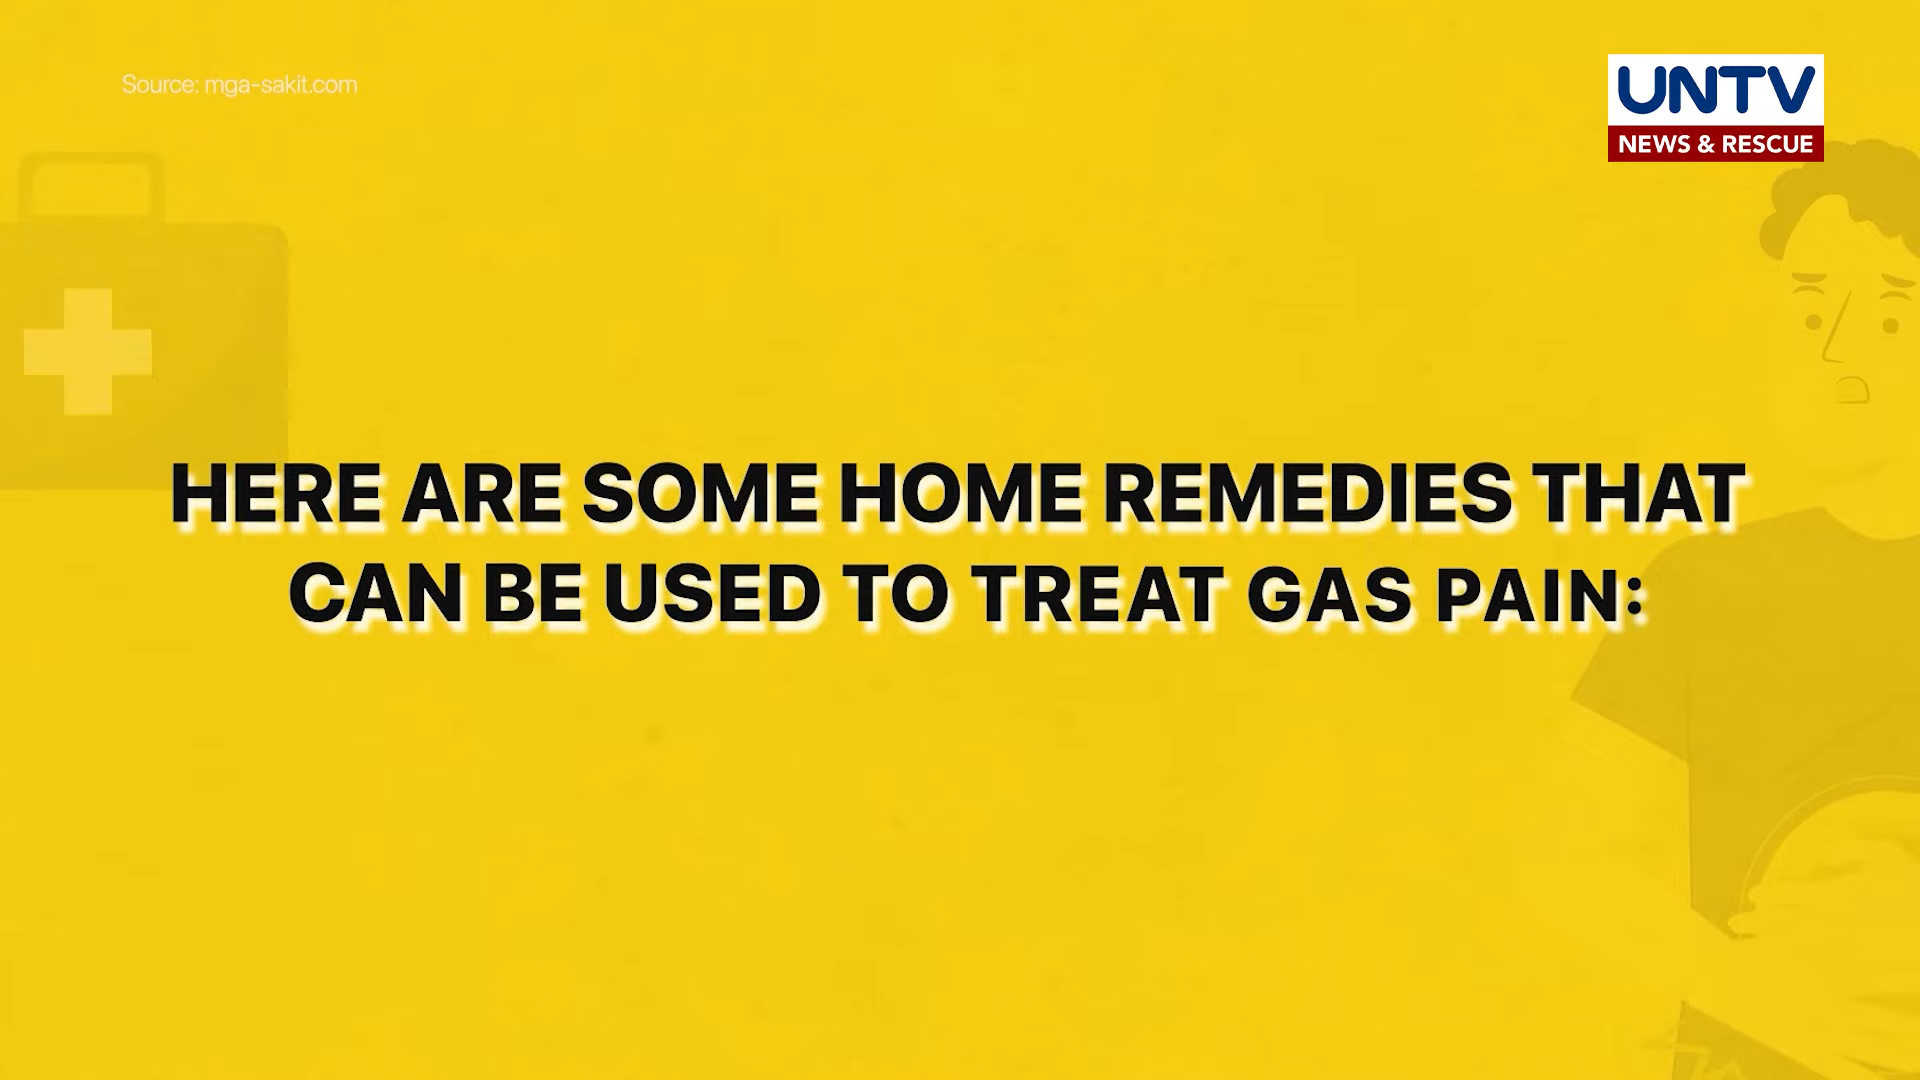 Source: mga-sakit.com
UNTV
NEWS & RESCUE
HERE ARE SOME HOME REMEDIES THAT
CAN BE USED TO TREAT GAS PAIN: